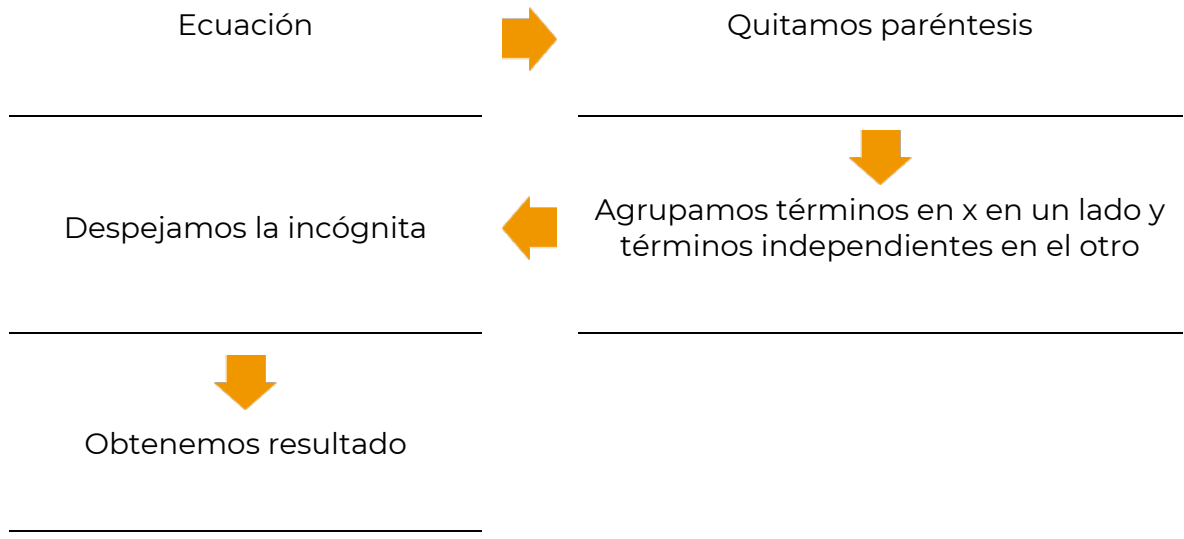 Ecuación
Quitamos paréntesis
Agrupamos términos en x en un lado y
términos independientes en el otro
Despejamos la incógnita
Obtenemos resultado